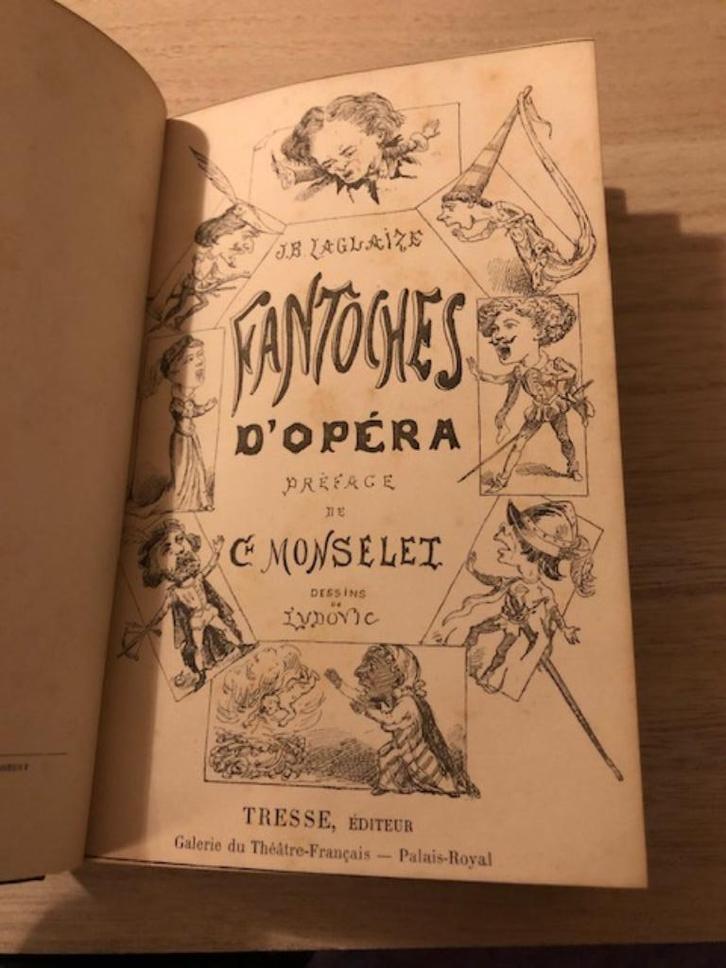 J.B. LAGLAIZE
FANTOCHES
D'OPÉRA
PRÉFACE
DE
CH MONSELET
DESSINS
DE
LUDOVIC
TRESSE, ÉDITEUR
Galerie du Théâtre-Français — Palais-Royal